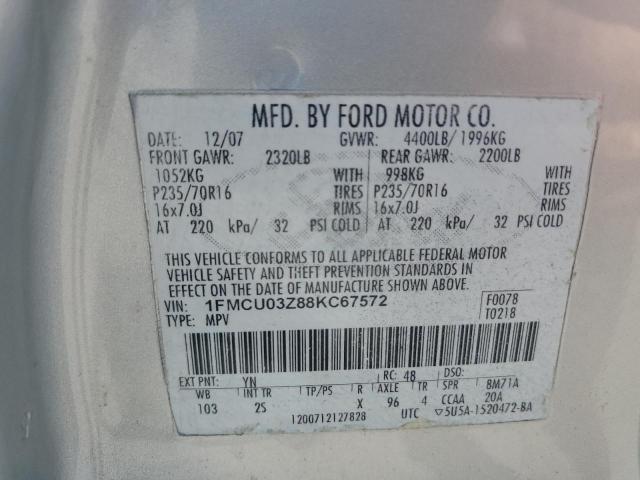 MFD. BY FORD MOTOR CO.
DATE: 12/07 GVWR: 4400LB/ 1996KG
FRONT GAWR: 2320LB REAR GAWR: 2200LB
1052KG WITH 998KG WITH
P235/70R16 TIRES P235/70R16 TIRES
16x7.0J RIMS 16x7.0J RIMS
AT 220 kPa/ 32 PSI COLD AT 220 kPa/ 32 PSI COLD
THIS VEHICLE CONFORMS TO ALL APPLICABLE FEDERAL MOTOR
VEHICLE SAFETY AND THEFT PREVENTION STANDARDS IN
EFFECT ON THE DATE OF MANUFACTURE SHOWN ABOVE.
VIN: 1FMCU03Z88KC67572 F0078
TYPE: MPV T0218
EXT PNT: YN RC: 48 DSO:
WB INT TR TP/PS R AXLE TR SPR 8M71A
103 2S X 96 4 CCAA 20A
1200712127828 UTC ▽5U5A-1520472-BA